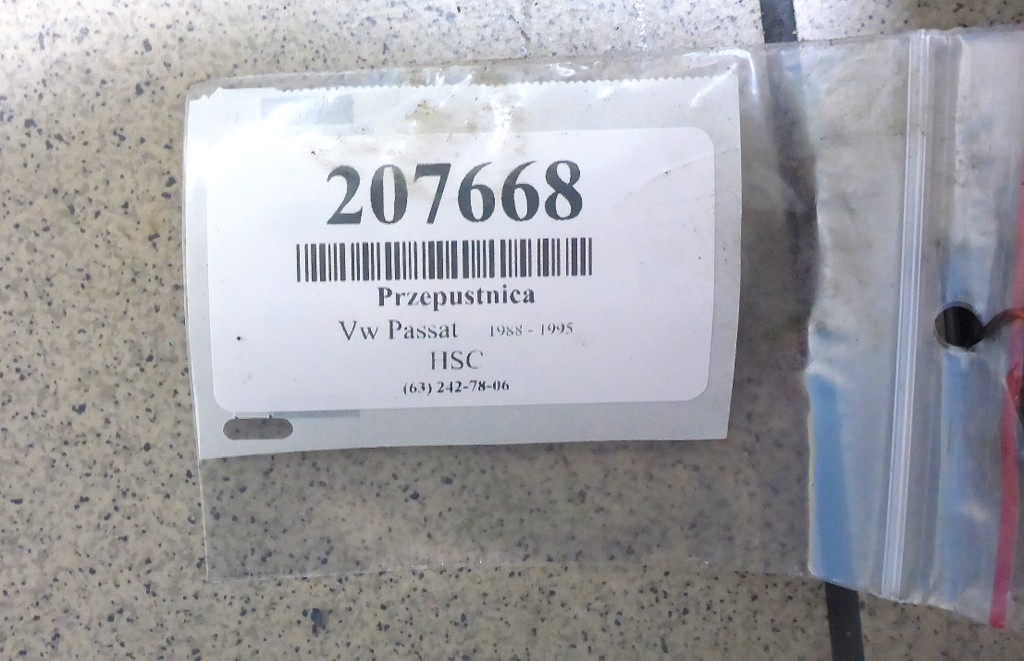 207668
Przepustnica
Vw Passat 1988 - 1995
HSC
(63) 242-78-06